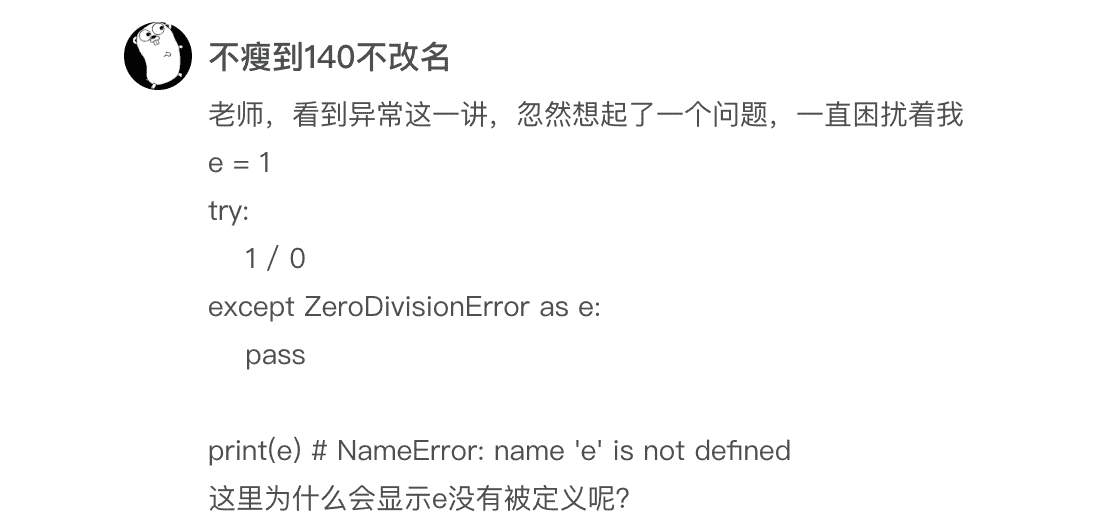 不瘦到140不改名
老师，看到异常这一讲，忽然想起了一个问题，一直困扰着我
e = 1
try:
    1 / 0
except ZeroDivisionError as e:
    pass

print(e) # NameError: name 'e' is not defined
这里为什么会显示e没有被定义呢？